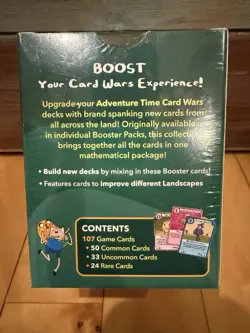 BOOST
Your Card Wars Experience!
Upgrade your Adventure Time Card Wars
decks with brand spanking new cards from
all across the land! Originally available
in individual Booster Packs, this collection
brings together all the cards in one
mathematical package!
• Build new decks by mixing in these Booster cards!
• Features cards to improve different Landscapes
CONTENTS
107 Game Cards
• 50 Common Cards
• 33 Uncommon Cards
• 24 Rare Cards